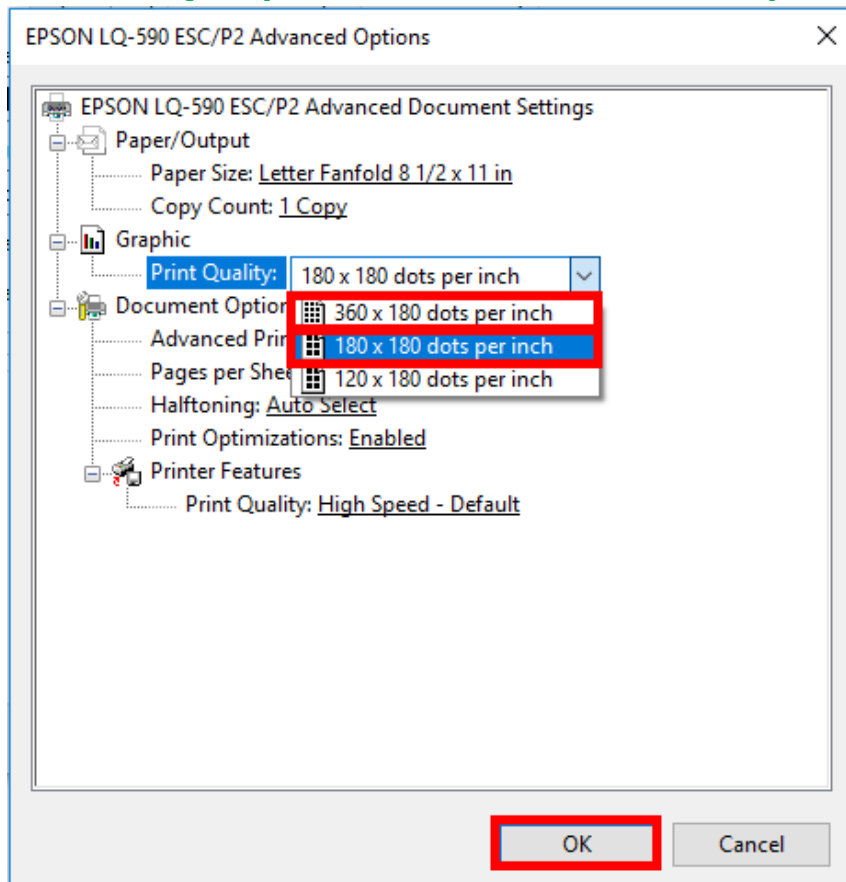 EPSON LQ-590 ESC/P2 Advanced Options
EPSON LQ-590 ESC/P2 Advanced Document Settings
Paper/Output
Paper Size: Letter Fanfold 8 1/2 x 11 in
Copy Count: 1 Copy
Graphic
Print Quality: 180 x 180 dots per inch
360 x 180 dots per inch
180 x 180 dots per inch
120 x 180 dots per inch
Document Option
Advanced Prin
Pages per Shee
Halftoning: Auto Select
Print Optimizations: Enabled
Printer Features
Print Quality: High Speed - Default
OK Cancel